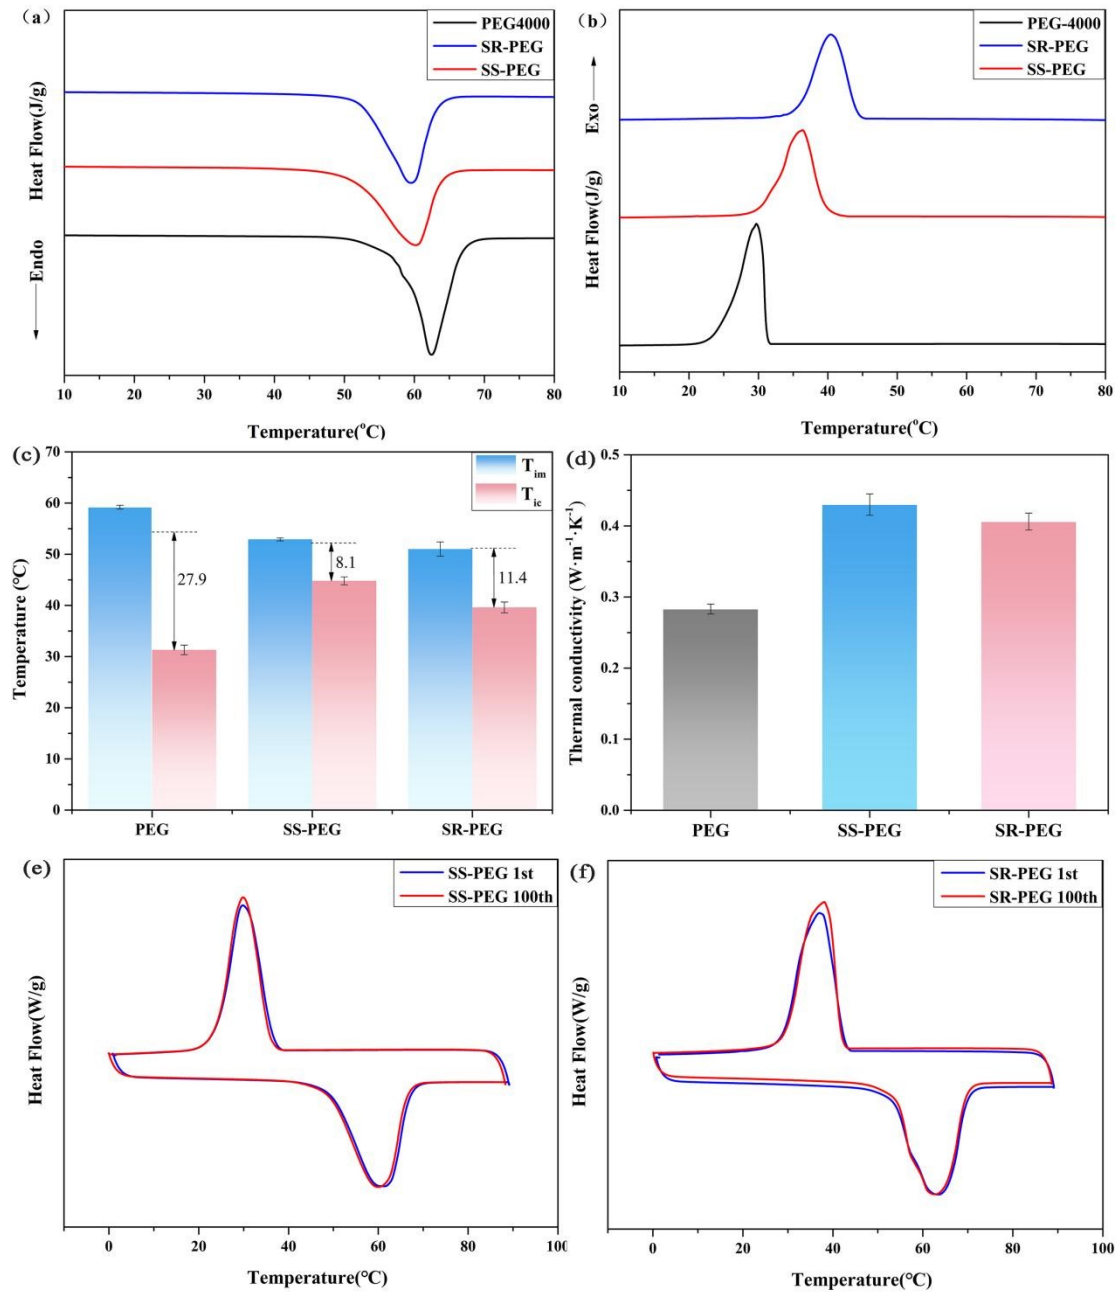 (a)
PEG4000
SR-PEG
SS-PEG
Heat Flow(J/g)
Endo
10 20 30 40 50 60 70 80
Temperature(°C)
(b)
PEG-4000
SR-PEG
SS-PEG
Exo
Heat Flow(J/g)
10 20 30 40 50 60 70 80
Temperature(°C)
(c)
70
60
50
40
30
20
10
0
Temperature (℃)
T_im
T_ic
27.9
8.1
11.4
PEG SS-PEG SR-PEG
(d)
0.5
0.4
0.3
0.2
0.1
0.0
Thermal conductivity (W·m⁻¹·K⁻¹)
PEG SS-PEG SR-PEG
(e)
SS-PEG 1st
SS-PEG 100th
Heat Flow(W/g)
0 20 40 60 80 100
Temperature(℃)
(f)
SR-PEG 1st
SR-PEG 100th
Heat Flow(W/g)
0 20 40 60 80 100
Temperature(℃)